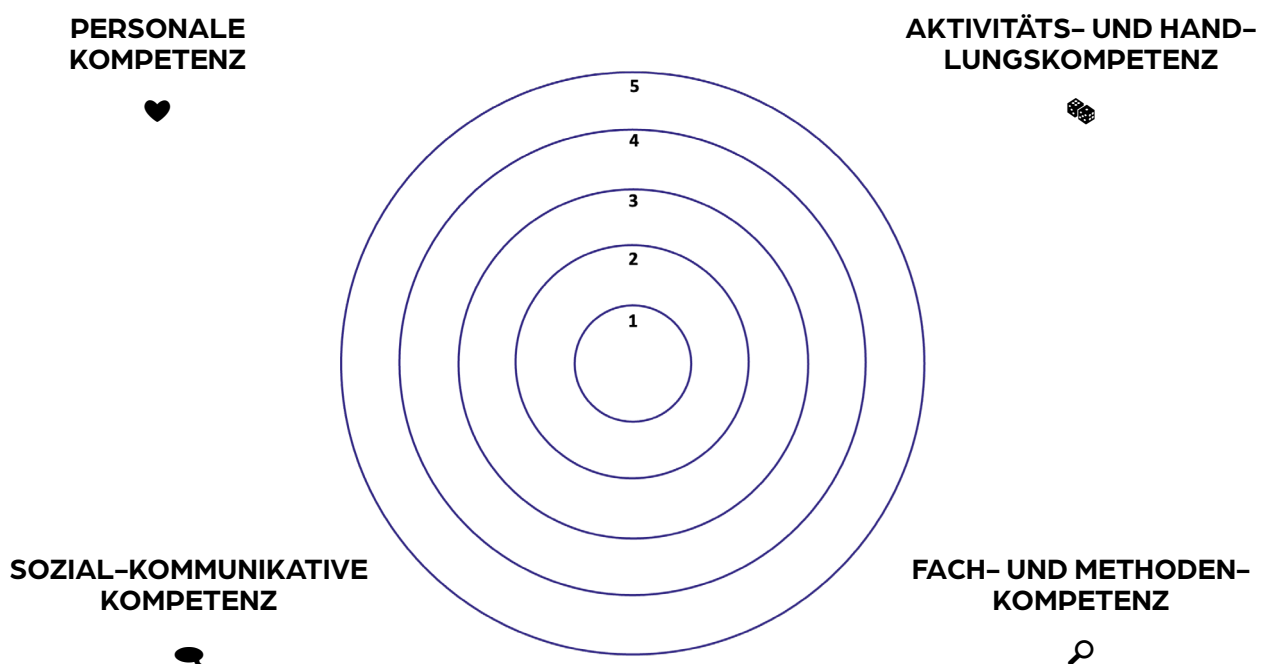 PERSONALE
KOMPETENZ
AKTIVITÄTS- UND HAND-
LUNGSKOMPETENZ
5
4
3
2
1
SOZIAL-KOMMUNIKATIVE
KOMPETENZ
FACH- UND METHODEN-
KOMPETENZ